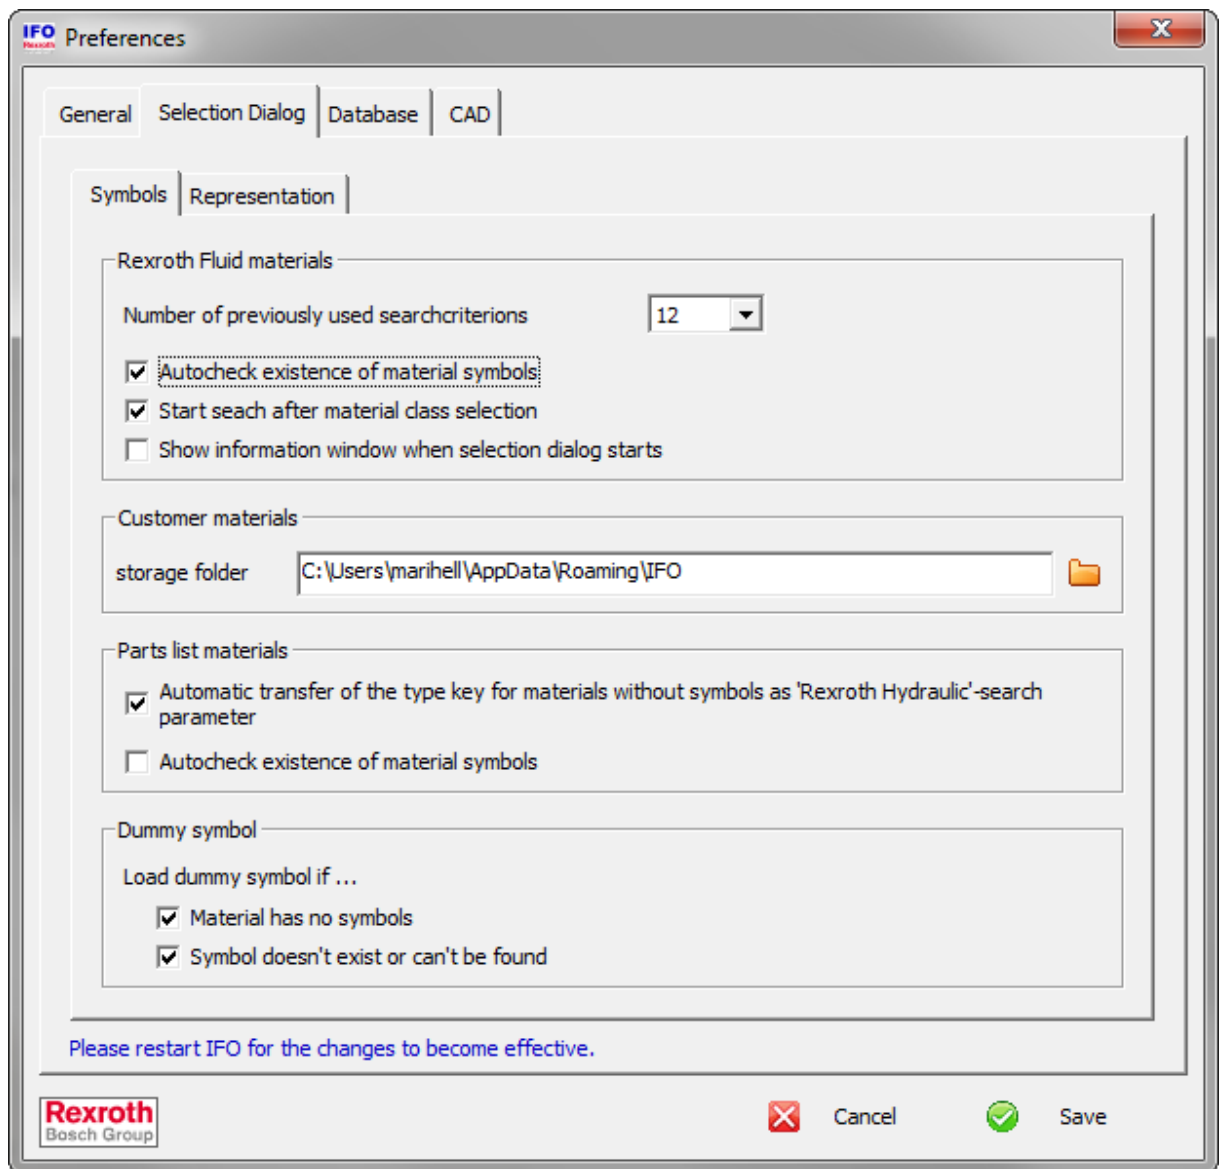 IFO
Rexroth
Preferences
General
Selection Dialog
Database
CAD
Symbols
Representation
Rexroth Fluid materials
Number of previously used searchcriterions
12
Autocheck existence of material symbols
Start seach after material class selection
Show information window when selection dialog starts
Customer materials
storage folder
C:\Users\marihell\AppData\Roaming\IFO
Parts list materials
Automatic transfer of the type key for materials without symbols as 'Rexroth Hydraulic'-search
parameter
Autocheck existence of material symbols
Dummy symbol
Load dummy symbol if ...
Material has no symbols
Symbol doesn't exist or can't be found
Please restart IFO for the changes to become effective.
Rexroth
Bosch Group
Cancel
Save